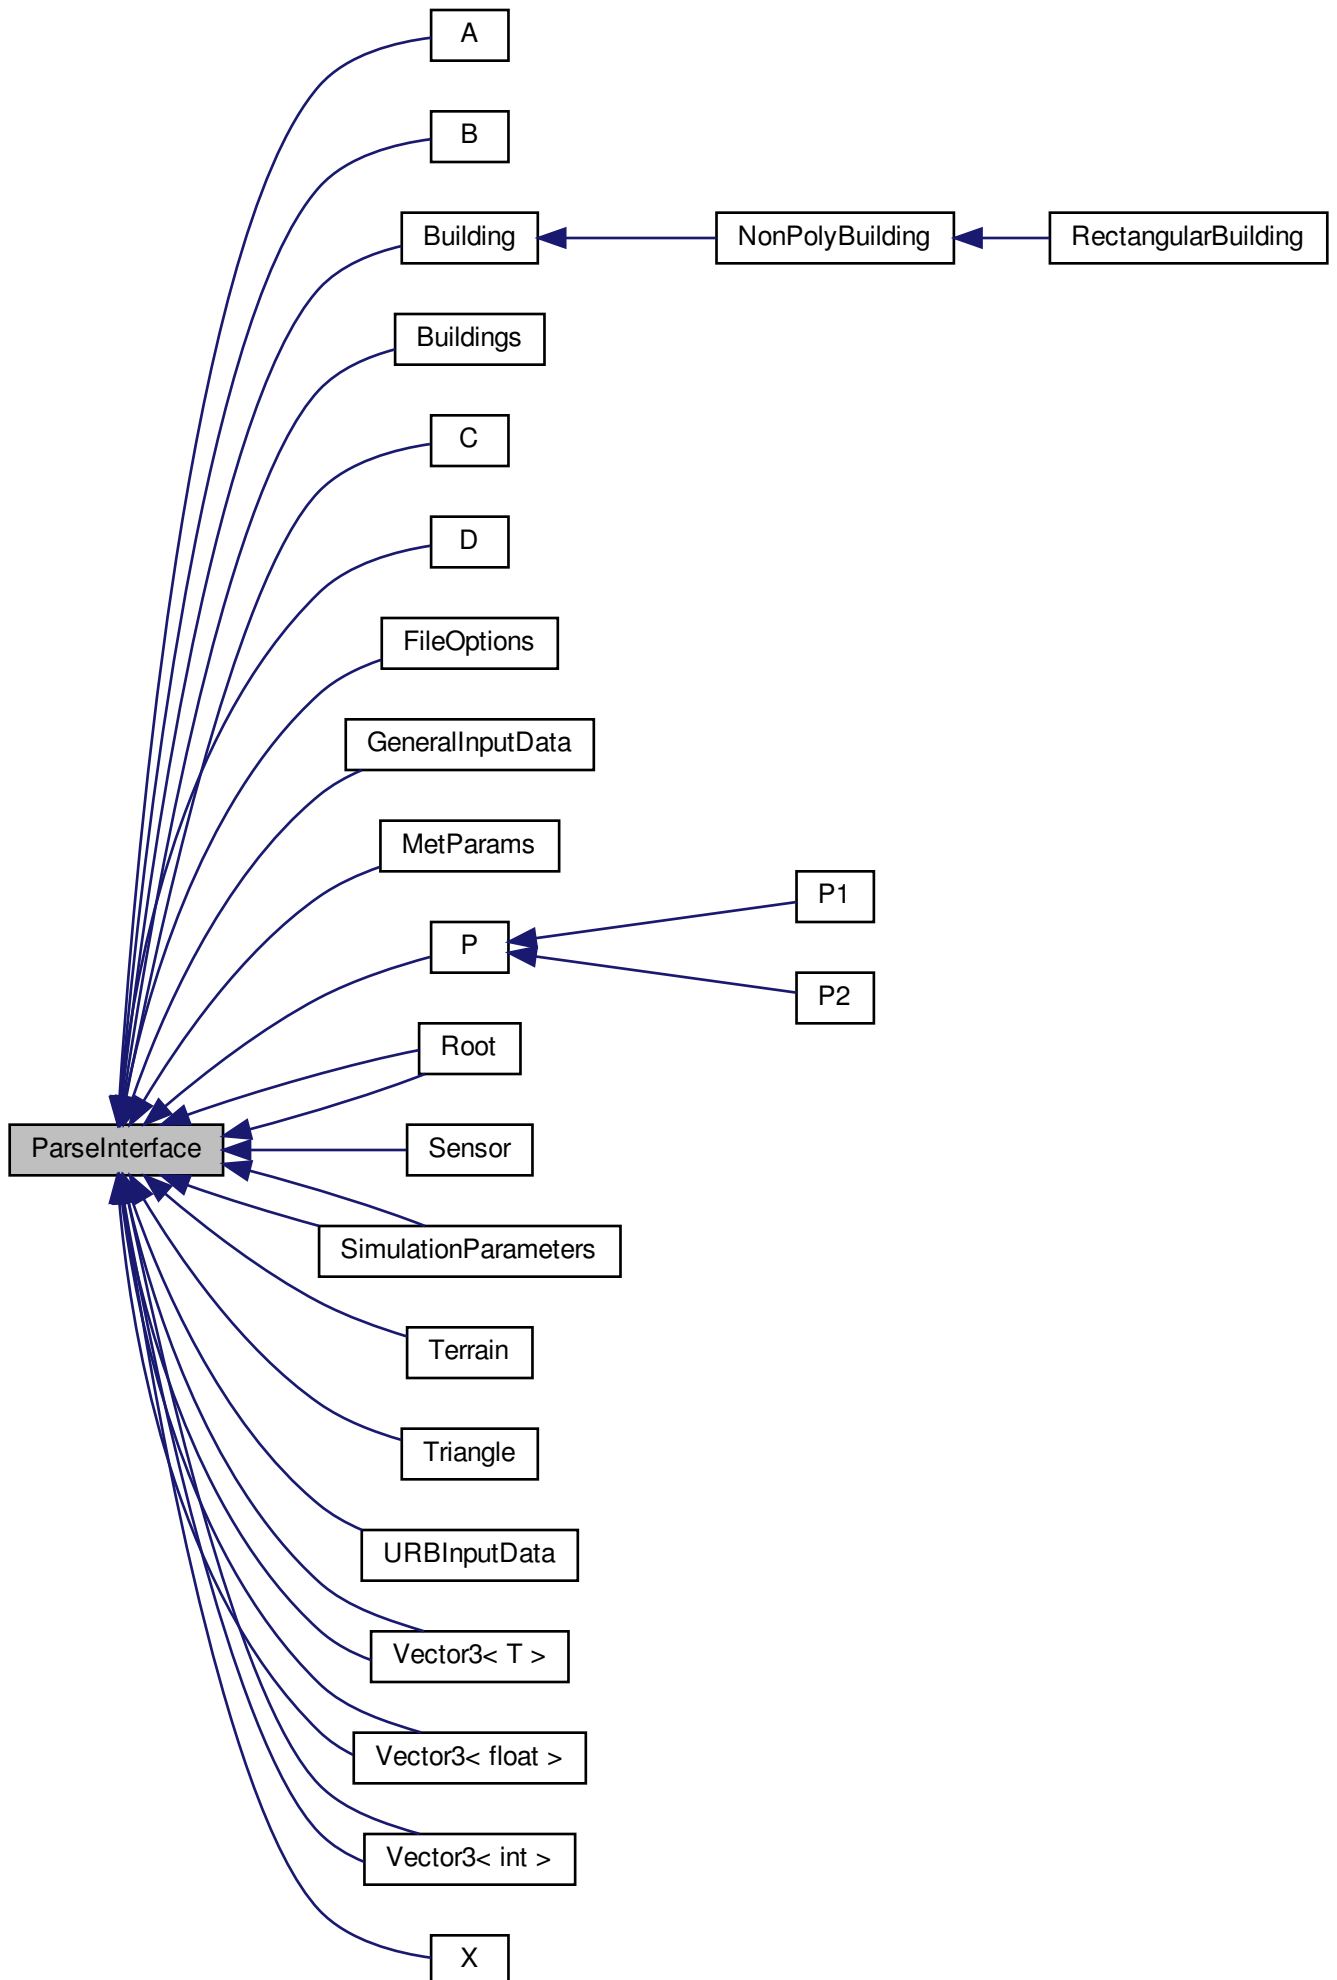 A
B
Building
NonPolyBuilding
RectangularBuilding
Buildings
C
D
FileOptions
GeneralInputData
MetParams
P1
P
P2
Root
ParseInterface
Sensor
SimulationParameters
Terrain
Triangle
URBInputData
Vector3< T >
Vector3< float >
Vector3< int >
X